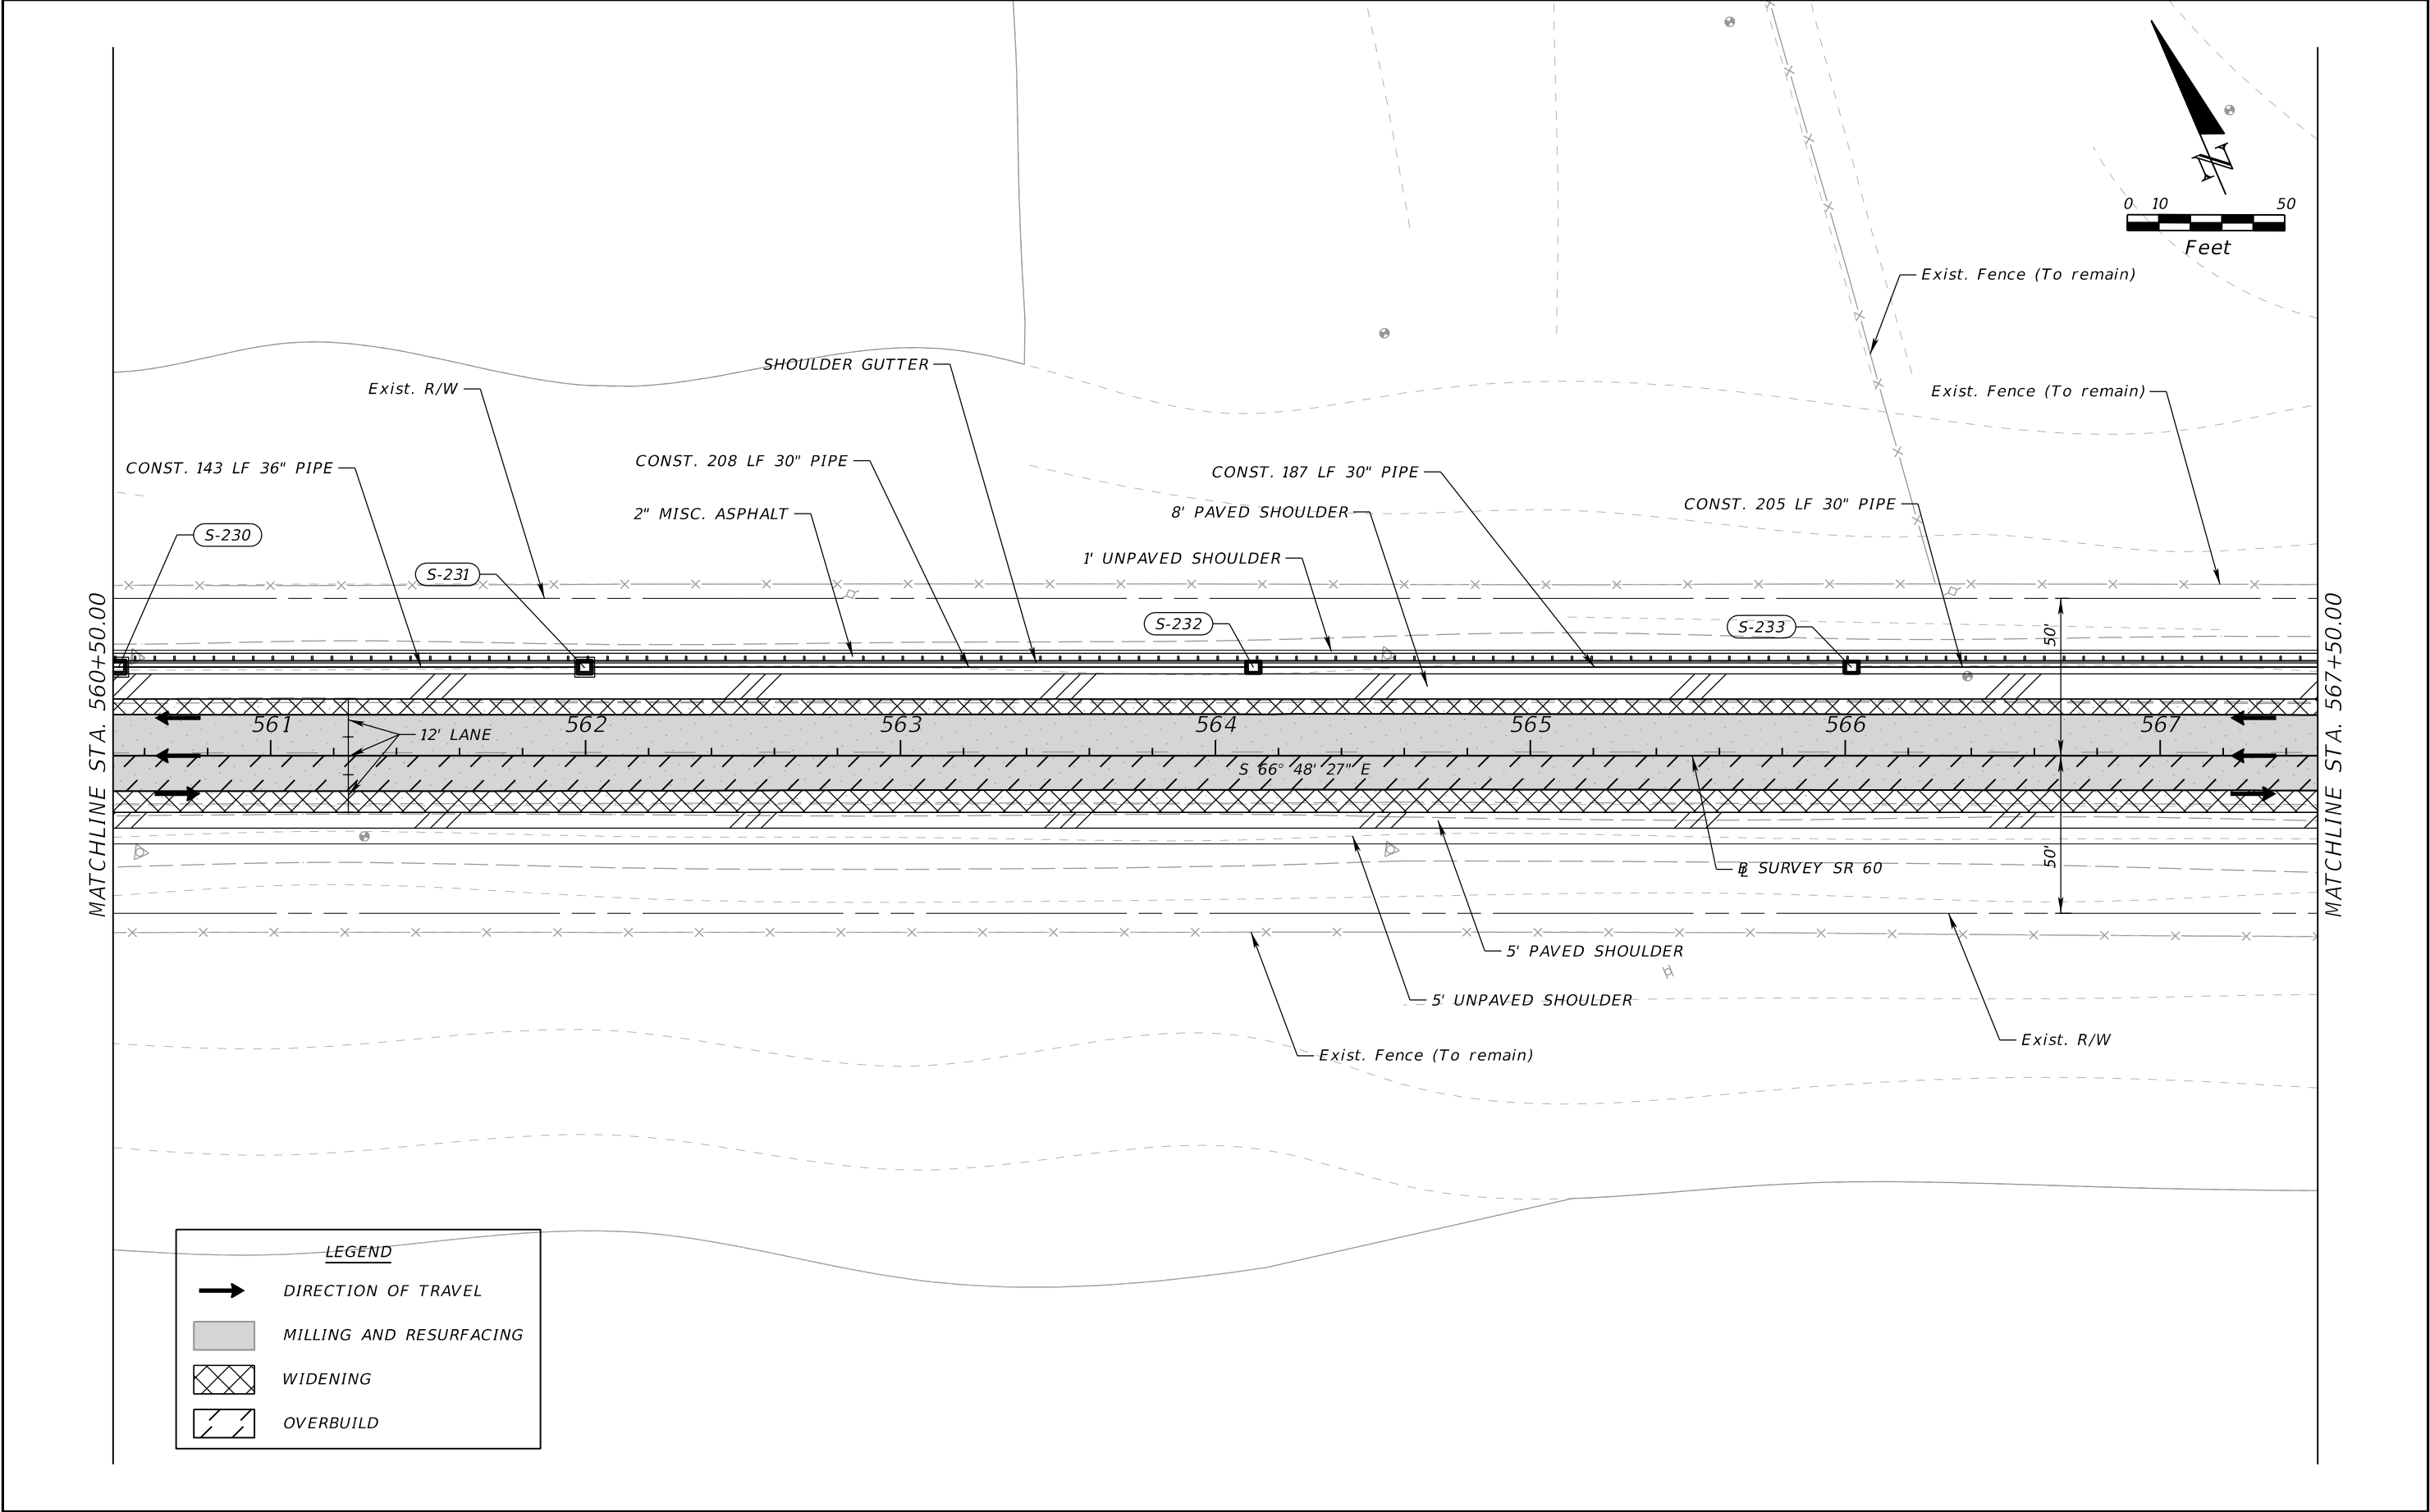 0 10 50
Feet
Exist. Fence (To remain)
SHOULDER GUTTER
Exist. R/W
Exist. Fence (To remain)
CONST. 143 LF 36" PIPE
CONST. 208 LF 30" PIPE
CONST. 187 LF 30" PIPE
CONST. 205 LF 30" PIPE
2" MISC. ASPHALT
8' PAVED SHOULDER
S-230
1' UNPAVED SHOULDER
S-231
S-232
S-233
50'
MATCHLINE STA. 560+50.00
MATCHLINE STA. 567+50.00
561 562 563 564 565 566 567
12' LANE
S 66° 48' 27" E
50'
BL SURVEY SR 60
5' PAVED SHOULDER
5' UNPAVED SHOULDER
Exist. R/W
Exist. Fence (To remain)
LEGEND
DIRECTION OF TRAVEL
MILLING AND RESURFACING
WIDENING
OVERBUILD
N